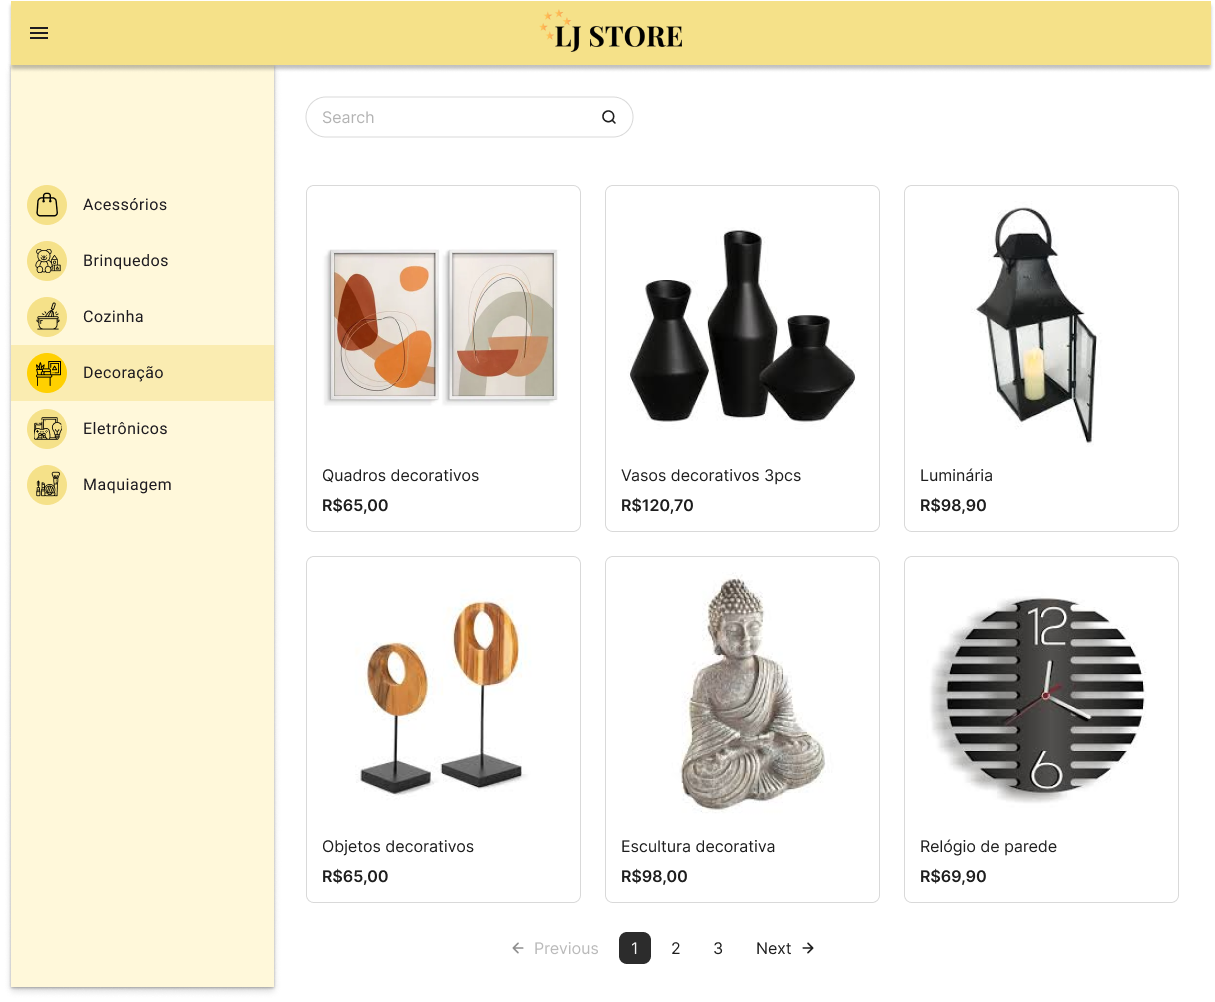 LJ STORE
Search
Acessórios
Brinquedos
Cozinha
Decoração
Eletrônicos
Maquiagem
Quadros decorativos
R$65,00
Vasos decorativos 3pcs
R$120,70
Luminária
R$98,90
Objetos decorativos
R$65,00
Escultura decorativa
R$98,00
12
6
Relógio de parede
R$69,90
← Previous 1 2 3 Next →